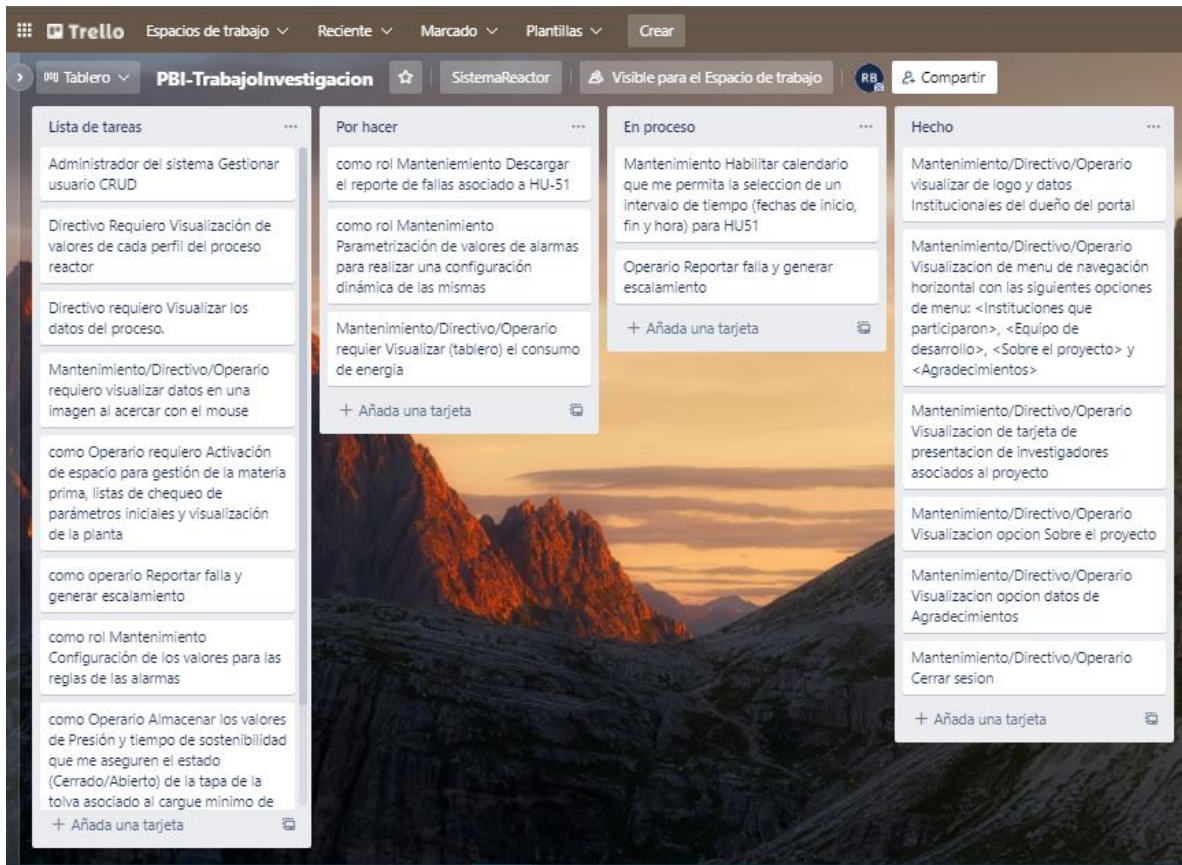 Trello Espacios de trabajo Reciente Marcado Plantillas Crear
Tablero PBI-TrabajoInvestigacion SistemaReactor Visible para el Espacio de trabajo RB Compartir
Lista de tareas
Administrador del sistema Gestionar
usuario CRUD
Directivo Requiero Visualización de
valores de cada perfil del proceso
reactor
Directivo requiero Visualizar los
datos del proceso.
Mantenimiento/Directivo/Operario
requiero visualizar datos en una
imagen al acercar con el mouse
como Operario requiero Activación
de espacio para gestión de la materia
prima, listas de chequeo de
parámetros iniciales y visualización
de la planta
como operario Reportar falla y
generar escalamiento
como rol Mantenimiento
Configuración de los valores para las
reglas de las alarmas
como Operario Almacenar los valores
de Presión y tiempo de sostenibilidad
que me aseguren el estado
(Cerrado/Abierto) de la tapa de la
tolva asociado al cargue minimo de
+ Añada una tarjeta
Por hacer
como rol Manteniemiento Descargar
el reporte de fallas asociado a HU-51
como rol Mantenimiento
Parametrización de valores de alarmas
para realizar una configuración
dinámica de las mismas
Mantenimiento/Directivo/Operario
requier Visualizar (tablero) el consumo
de energia
+ Añada una tarjeta
En proceso
Mantenimiento Habilitar calendario
que me permita la seleccion de un
intervalo de tiempo (fechas de inicio,
fin y hora) para HU51
Operario Reportar falla y generar
escalamiento
+ Añada una tarjeta
Hecho
Mantenimiento/Directivo/Operario
visualizar de logo y datos
Institucionales del dueño del portal
Mantenimiento/Directivo/Operario
Visualizacion de menu de navegación
horizontal con las siguientes opciones
de menu: <Instituciones que
participaron>, <Equipo de
desarrollo>, <Sobre el proyecto> y
<Agradecimientos>
Mantenimiento/Directivo/Operario
Visualizacion de tarjeta de
presentacion de investigadores
asociados al proyecto
Mantenimiento/Directivo/Operario
Visualizacion opcion Sobre el proyecto
Mantenimiento/Directivo/Operario
Visualizacion opcion datos de
Agradecimientos
Mantenimiento/Directivo/Operario
Cerrar sesion
+ Añada una tarjeta